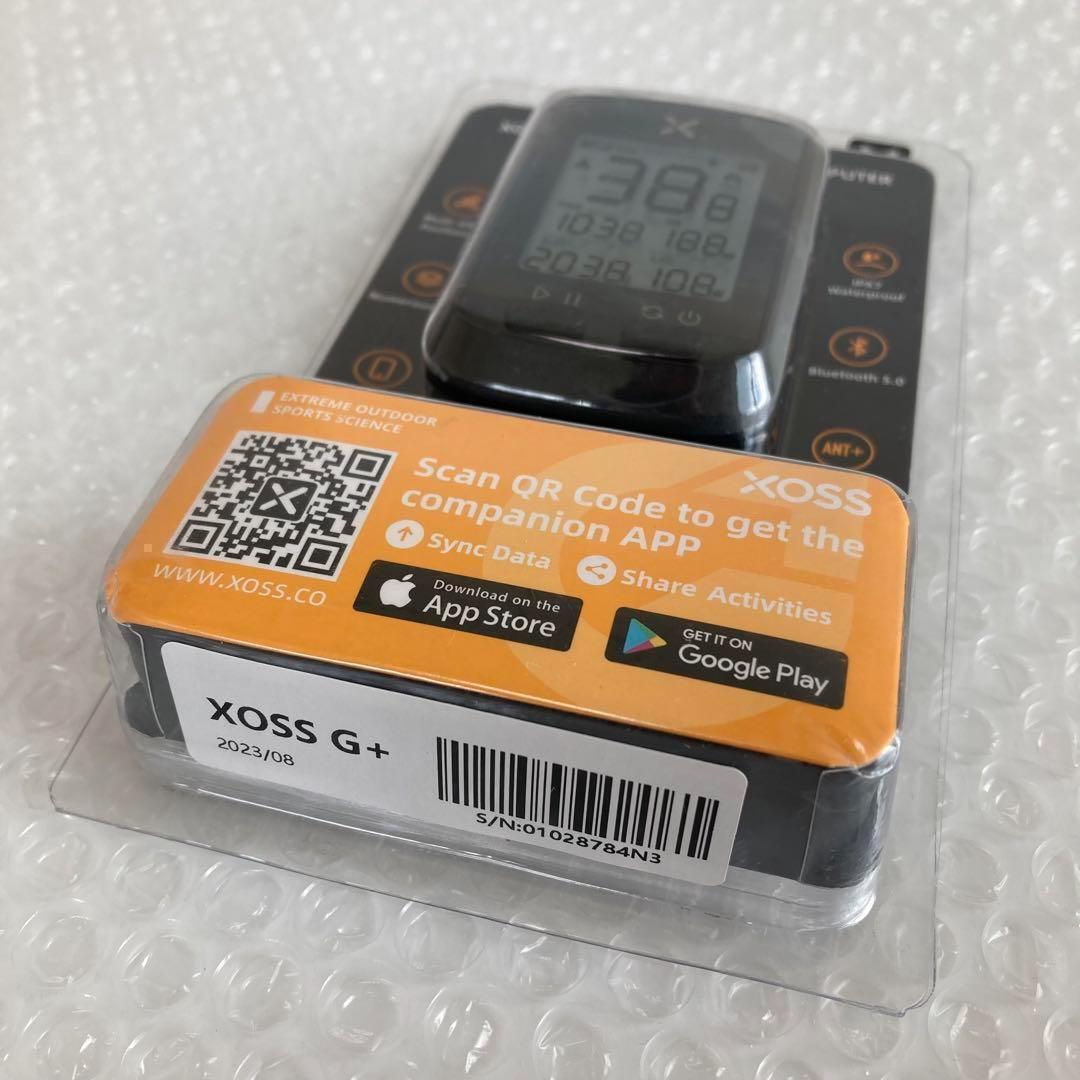 PUTER
38.8
1038 188
2038 108
IPX7
Waterproof
Bluetooth 5.0
ANT+
EXTREME OUTDOOR
SPORTS SCIENCE
XOSS
Scan QR Code to get the
companion APP
Sync Data
Share Activities
www.xoss.co
Download on the
App Store
GET IT ON
Google Play
XOSS G+
2023/08
S/N:01028784N3